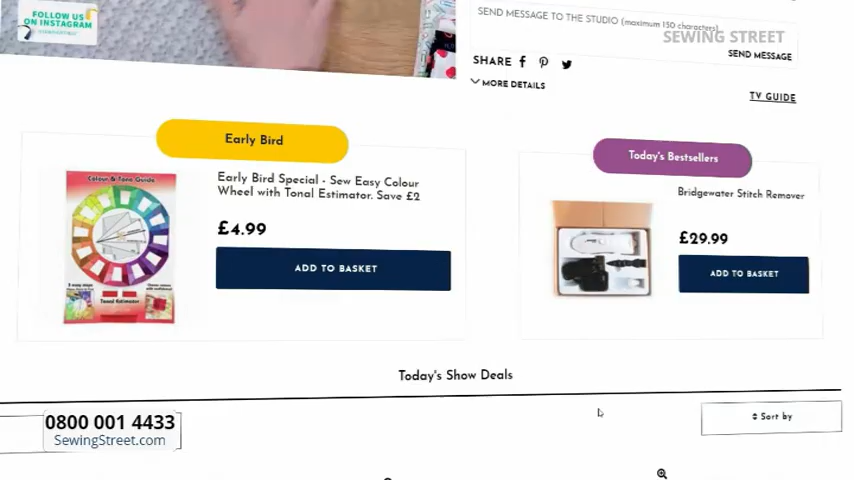 FOLLOW US
ON INSTAGRAM
SEND MESSAGE TO THE STUDIO (maximum 150 characters)
SEWING STREET
SEND MESSAGE
SHARE
MORE DETAILS
TV GUIDE
Early Bird
Today's Bestsellers
Colour & Tone Guide
Early Bird Special - Sew Easy Colour
Wheel with Tonal Estimator. Save £2
£4.99
ADD TO BASKET
Tonal Estimator
Bridgewater Stitch Remover
£29.99
ADD TO BASKET
Today's Show Deals
Sort by
0800 001 4433
SewingStreet.com